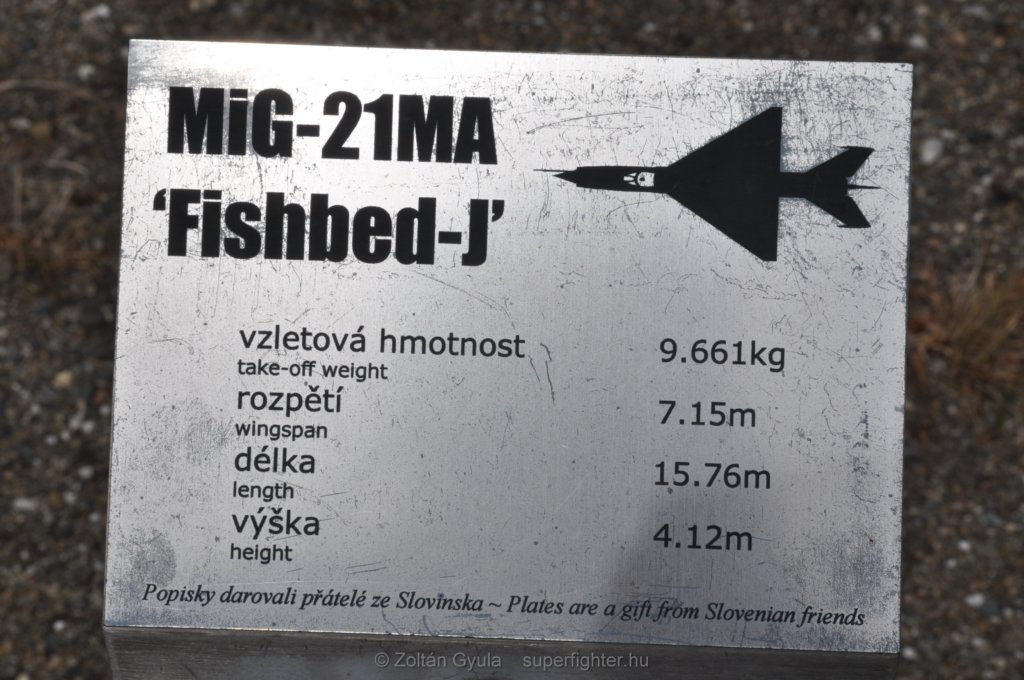 MiG-21MA
‘Fishbed-J’
vzletová hmotnost 9.661kg
take-off weight
rozpětí 7.15m
wingspan
délka 15.76m
length
výška 4.12m
height
Popisky darovali přátelé ze Slovinska ~ Plates are a gift from Slovenian friends
© Zoltán Gyula superfighter.hu